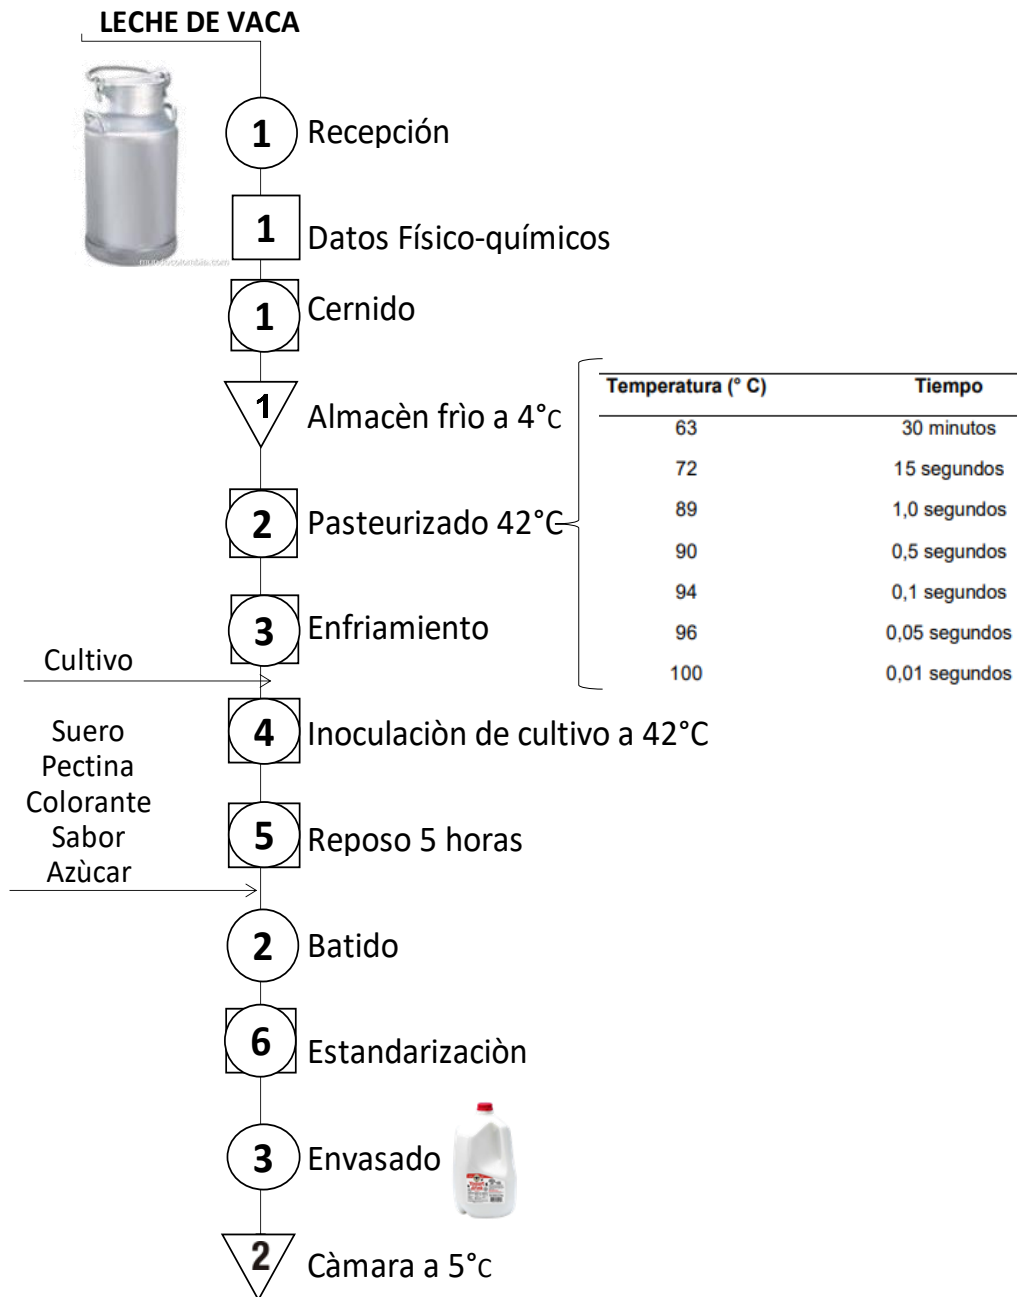 LECHE DE VACA
1 Recepción
mundocolombia.com
1 Datos Físico-químicos
1 Cernido
1 Almacèn frìo a 4°c
Temperatura (° C) Tiempo
63 30 minutos
72 15 segundos
89 1,0 segundos
90 0,5 segundos
94 0,1 segundos
96 0,05 segundos
100 0,01 segundos
2 Pasteurizado 42°C
3 Enfriamiento
Cultivo
4 Inoculaciòn de cultivo a 42°C
Suero
Pectina
Colorante
Sabor
Azùcar
5 Reposo 5 horas
2 Batido
6 Estandarizaciòn
3 Envasado
2 Càmara a 5°c